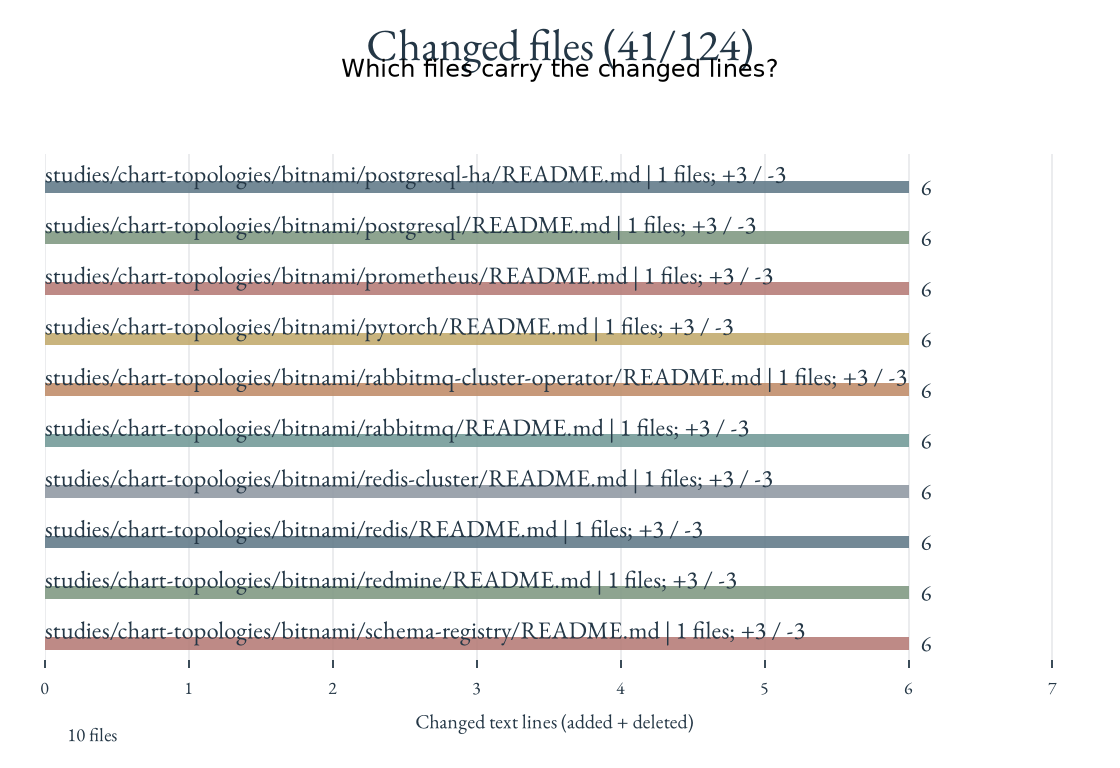 Changed files (41/124)
Which files carry the changed lines?
studies/chart-topologies/bitnami/postgresql-ha/README.md | 1 files; +3 / -3
6
studies/chart-topologies/bitnami/postgresql/README.md | 1 files; +3 / -3
6
studies/chart-topologies/bitnami/prometheus/README.md | 1 files; +3 / -3
6
studies/chart-topologies/bitnami/pytorch/README.md | 1 files; +3 / -3
6
studies/chart-topologies/bitnami/rabbitmq-cluster-operator/README.md | 1 files; +3 / -3
6
studies/chart-topologies/bitnami/rabbitmq/README.md | 1 files; +3 / -3
6
studies/chart-topologies/bitnami/redis-cluster/README.md | 1 files; +3 / -3
6
studies/chart-topologies/bitnami/redis/README.md | 1 files; +3 / -3
6
studies/chart-topologies/bitnami/redmine/README.md | 1 files; +3 / -3
6
studies/chart-topologies/bitnami/schema-registry/README.md | 1 files; +3 / -3
6
0 1 2 3 4 5 6 7
Changed text lines (added + deleted)
10 files